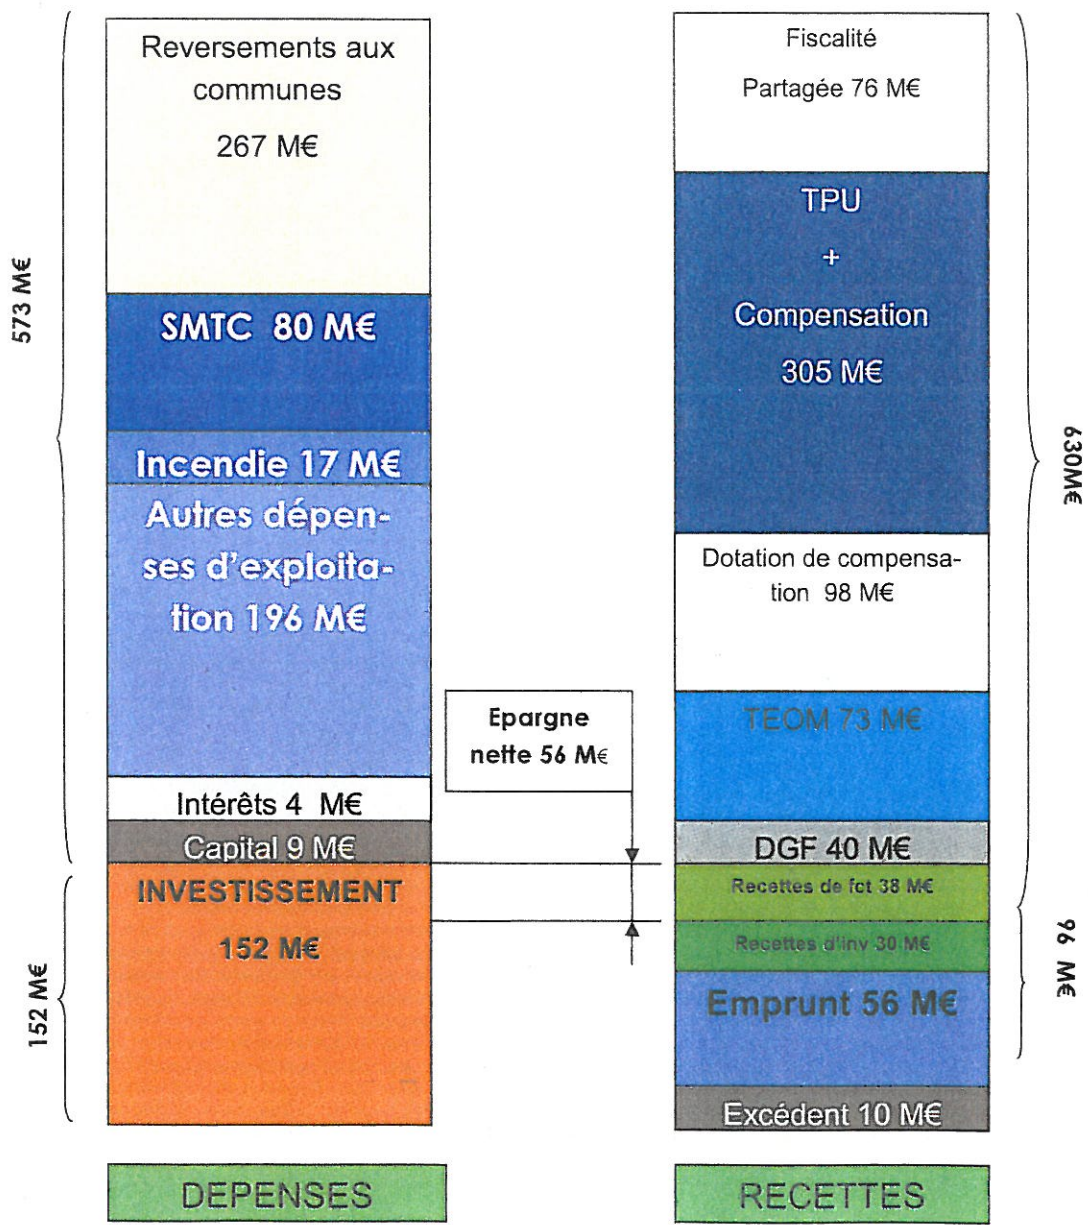 573 M€
152 M€
Reversements aux
communes
267 M€
SMTC 80 M€
Incendie 17 M€
Autres dépen-
ses d'exploita-
tion 196 M€
Intérêts 4 M€
Capital 9 M€
INVESTISSEMENT
152 M€
DEPENSES
Epargne
nette 56 M€
Fiscalité
Partagée 76 M€
TPU
+
Compensation
305 M€
Dotation de compensa-
tion 98 M€
TEOM 73 M€
DGF 40 M€
Recettes de fct 38 M€
Recettes d'inv 30 M€
Emprunt 56 M€
Excédent 10 M€
RECETTES
630M€
96 M€